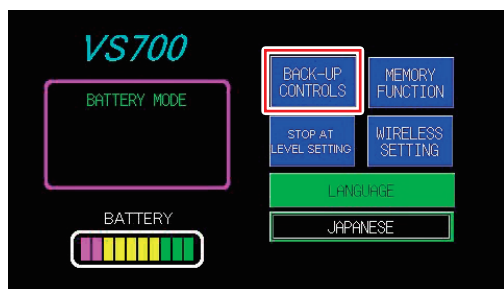 VS700
BATTERY MODE
BATTERY
BACK-UP
CONTROLS
MEMORY
FUNCTION
STOP AT
LEVEL SETTING
WIRELESS
SETTING
LANGUAGE
JAPANESE